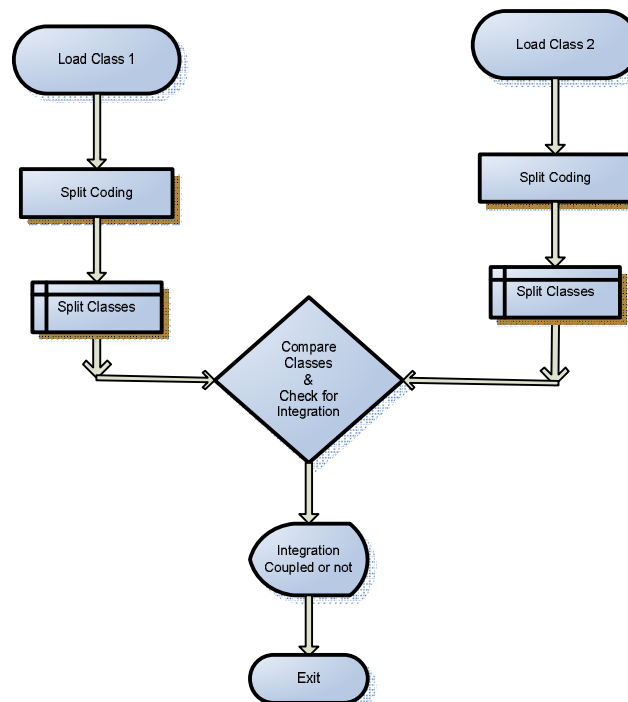 Load Class 1
Load Class 2
Split Coding
Split Coding
Split Classes
Split Classes
Compare
Classes
&
Check for
Integration
Integration
Coupled or not
Exit